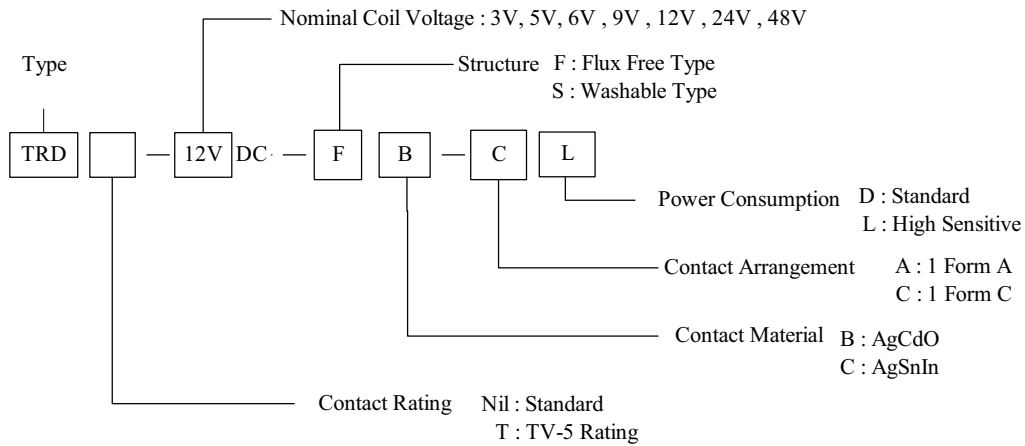 Nominal Coil Voltage : 3V, 5V, 6V , 9V , 12V , 24V , 48V
Type
Structure F : Flux Free Type
S : Washable Type
TRD — 12V DC — F B — C L
Power Consumption D : Standard
L : High Sensitive
Contact Arrangement A : 1 Form A
C : 1 Form C
Contact Material B : AgCdO
C : AgSnIn
Contact Rating Nil : Standard
T : TV-5 Rating